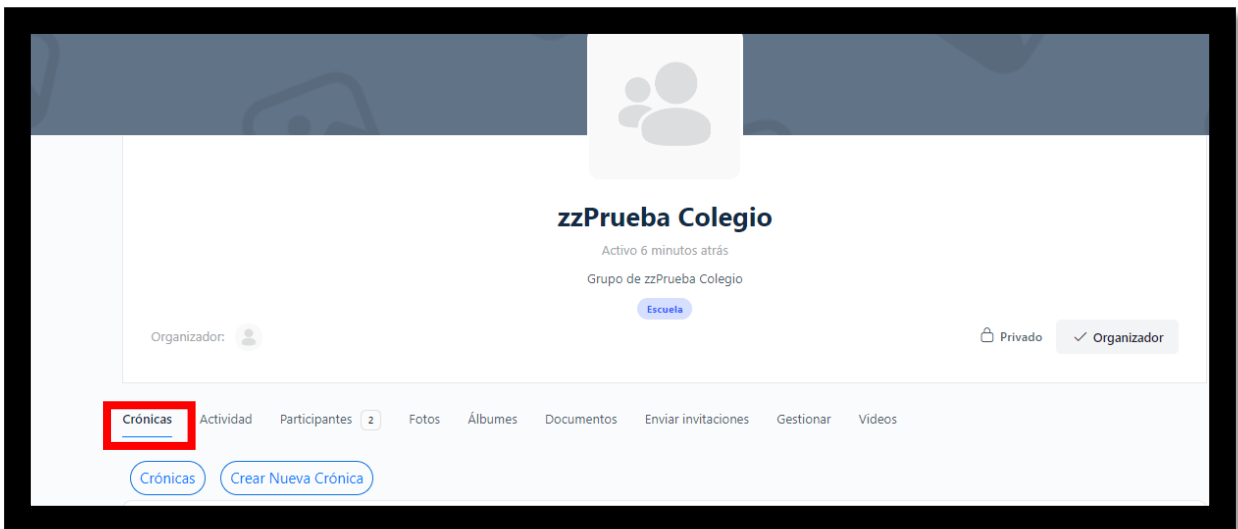 zzPrueba Colegio
Activo 6 minutos atrás
Grupo de zzPrueba Colegio
Escuela
Organizador:
Privado
Organizador
Crónicas Actividad Participantes 2 Fotos Álbumes Documentos Enviar invitaciones Gestionar Videos
Crónicas Crear Nueva Crónica